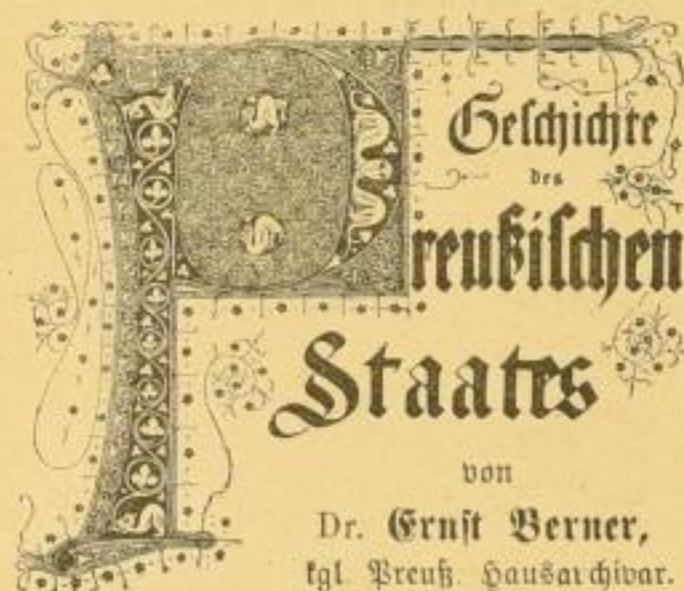 Geschichte
des
Preußischen
Staates
von
Dr. Ernst Berner,
kgl Preuß. Hausarchivar.